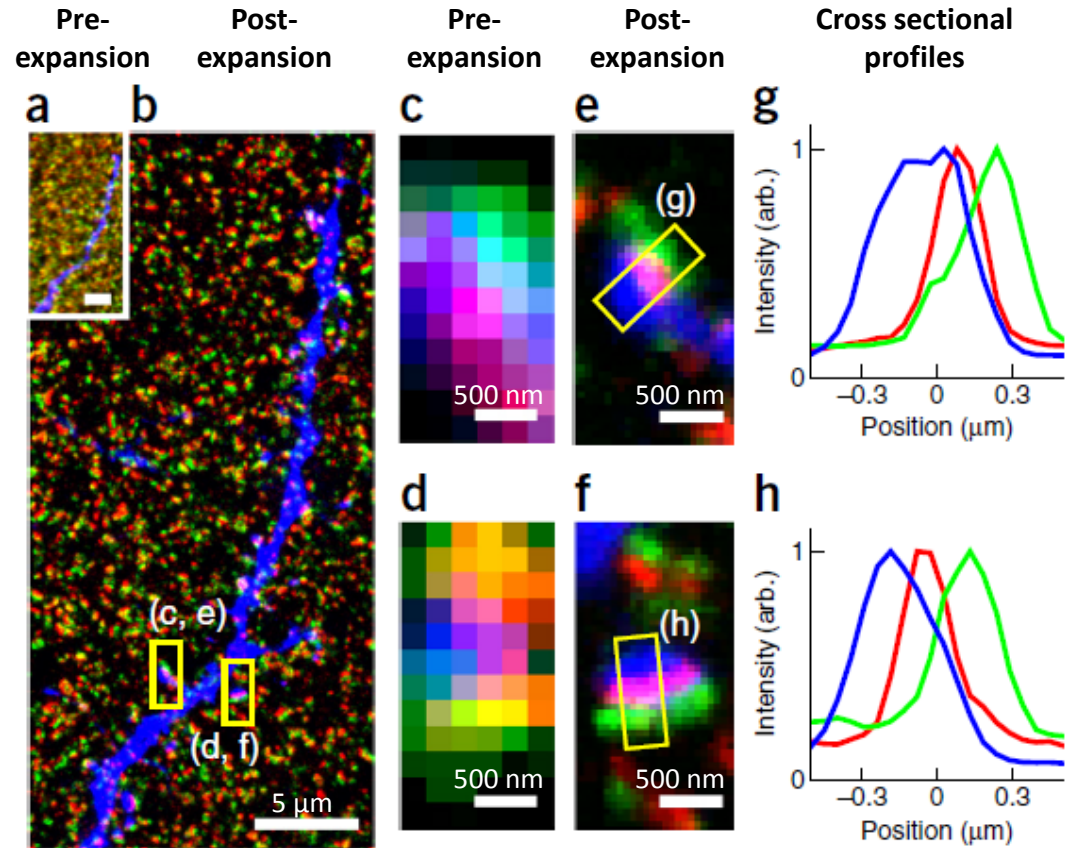 Pre-
expansion
Post-
expansion
Pre-
expansion
Post-
expansion
Cross sectional
profiles
a
b
(c, e)
(d, f)
5 μm
c
500 nm
e
(g)
500 nm
g
Intensity (arb.)
1
0
–0.3
0
0.3
Position (μm)
d
500 nm
f
(h)
500 nm
h
Intensity (arb.)
1
0
–0.3
0
0.3
Position (μm)